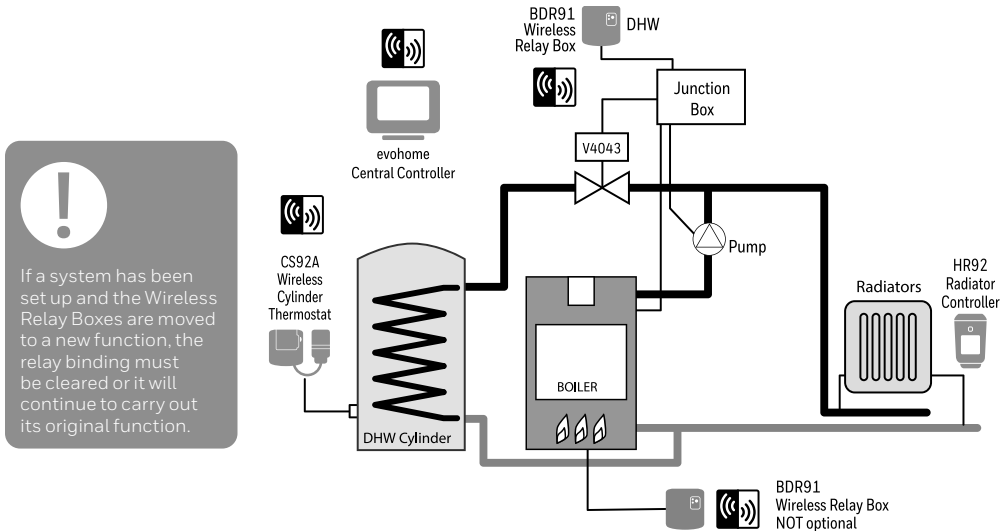 If a system has been
set up and the Wireless
Relay Boxes are moved
to a new function, the
relay binding must
be cleared or it will
continue to carry out
its original function.
evohome
Central Controller
BDR91
Wireless
Relay Box
DHW
Junction
Box
V4043
Pump
CS92A
Wireless
Cylinder
Thermostat
DHW Cylinder
BOILER
Radiators
HR92
Radiator
Controller
BDR91
Wireless Relay Box
NOT optional